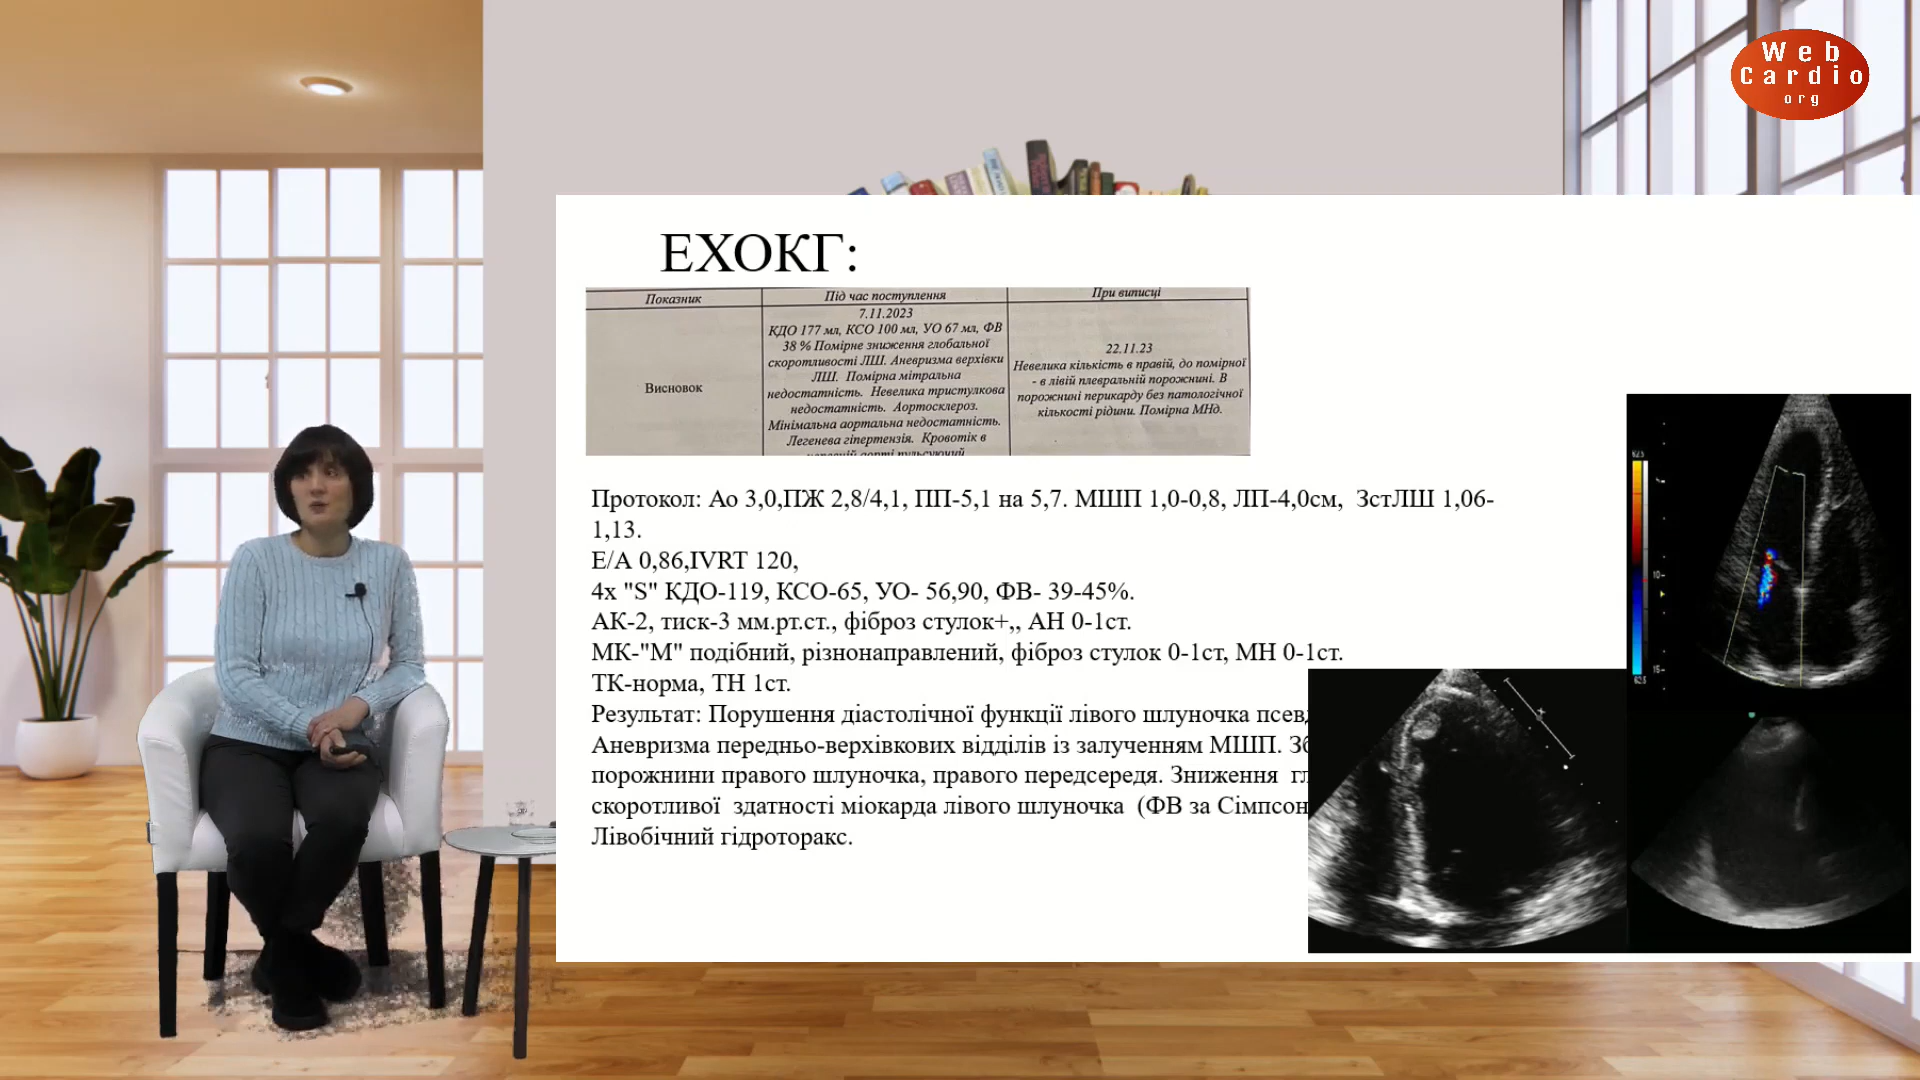 Web
Cardio
org
ЕХОКГ:
Показник
Під час поступлення
При виписці
Висновок
7.11.2023
КДО 177 мл, КСО 100 мл, УО 67 мл, ФВ
38 % Помірне зниження глобальної
скоротливості ЛШ. Аневризма верхівки
ЛШ. Помірна мітральна
недостатність. Невелика тристулкова
недостатність. Аортосклероз.
Мінімальна аортальна недостатність.
Легенева гіпертензія. Кровотік в
22.11.23
Невелика кількість в правій, до помірної
- в лівій плевральній порожнині. В
порожнині перикарду без патологічної
кількості рідини. Помірна МНд.
Протокол: Ао 3,0,ПЖ 2,8/4,1, ПП-5,1 на 5,7. МШП 1,0-0,8, ЛП-4,0см, ЗстЛШ 1,06-
1,13.
Е/А 0,86,IVRT 120,
4х "S" КДО-119, КСО-65, УО- 56,90, ФВ- 39-45%.
АК-2, тиск-3 мм.рт.ст., фіброз стулок+,, АН 0-1ст.
МК-"М" подібний, різнонаправлений, фіброз стулок 0-1ст, МН 0-1ст.
ТК-норма, ТН 1ст.
Результат: Порушення діастолічної функції лівого шлуночка
Аневризма передньо-верхівкових відділів із залученням МШП.
порожнини правого шлуночка, правого передсердя. Зниження
скоротливої здатності міокарда лівого шлуночка (ФВ за
Лівобічний гідроторакс.
10
15